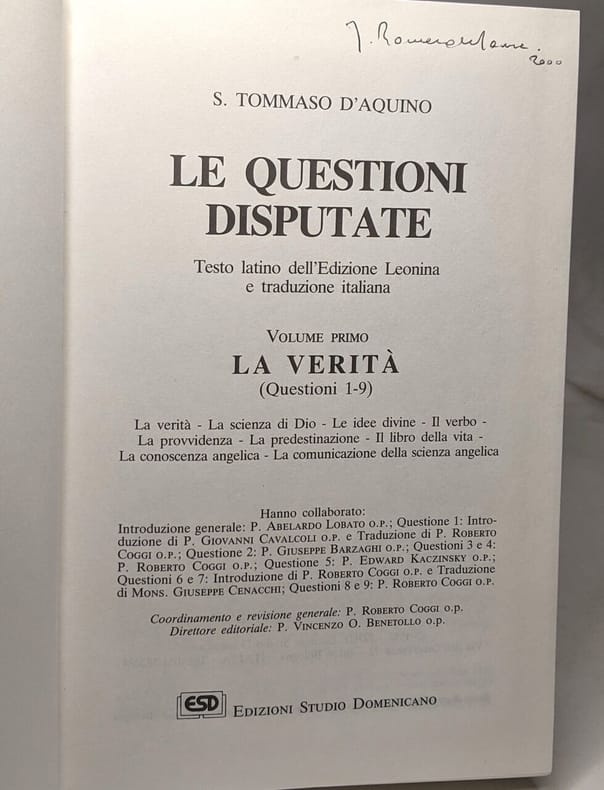 2000
S. TOMMASO D'AQUINO
LE QUESTIONI
DISPUTATE
Testo latino dell'Edizione Leonina
e traduzione italiana
VOLUME PRIMO
LA VERITÀ
(Questioni 1-9)
La verità - La scienza di Dio - Le idee divine - Il verbo -
La provvidenza - La predestinazione - Il libro della vita -
La conoscenza angelica - La comunicazione della scienza angelica
Hanno collaborato:
Introduzione generale: P. ABELARDO LOBATO O.P.; Questione 1: Intro-
duzione di P. GIOVANNI CAVALCOLI O.P. e Traduzione di P. ROBERTO
COGGI O.P.; Questione 2: P. GIUSEPPE BARZAGHI O.P.; Questioni 3 e 4:
P. ROBERTO COGGI O.P.; Questione 5: P. EDWARD KACZINSKY O.P.;
Questioni 6 e 7: Introduzione di P. ROBERTO COGGI O.P. e Traduzione
di MONS. GIUSEPPE CENACCHI; Questioni 8 e 9: P. ROBERTO COGGI O.P.
Coordinamento e revisione generale: P. ROBERTO COGGI o.p.
Direttore editoriale: P. VINCENZO O. BENETOLLO o.p.
ESD EDIZIONI STUDIO DOMENICANO